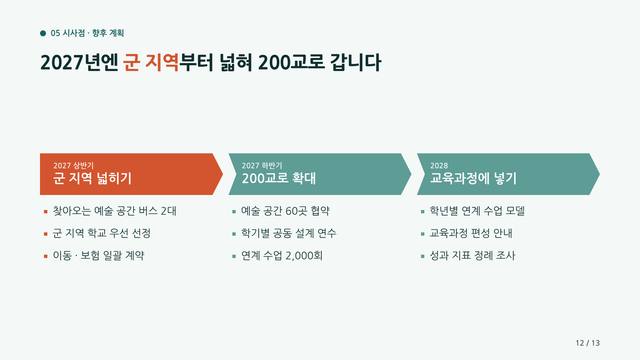 05 시사점 · 향후 계획
2027년엔 군 지역부터 넓혀 200교로 갑니다
2027 상반기
군 지역 넓히기
찾아오는 예술 공간 버스 2대
군 지역 학교 우선 선정
이동 · 보험 일괄 계약
2027 하반기
200교로 확대
예술 공간 60곳 협약
학기별 공동 설계 연수
연계 수업 2,000회
2028
교육과정에 넣기
학년별 연계 수업 모델
교육과정 편성 안내
성과 지표 정례 조사
12 / 13